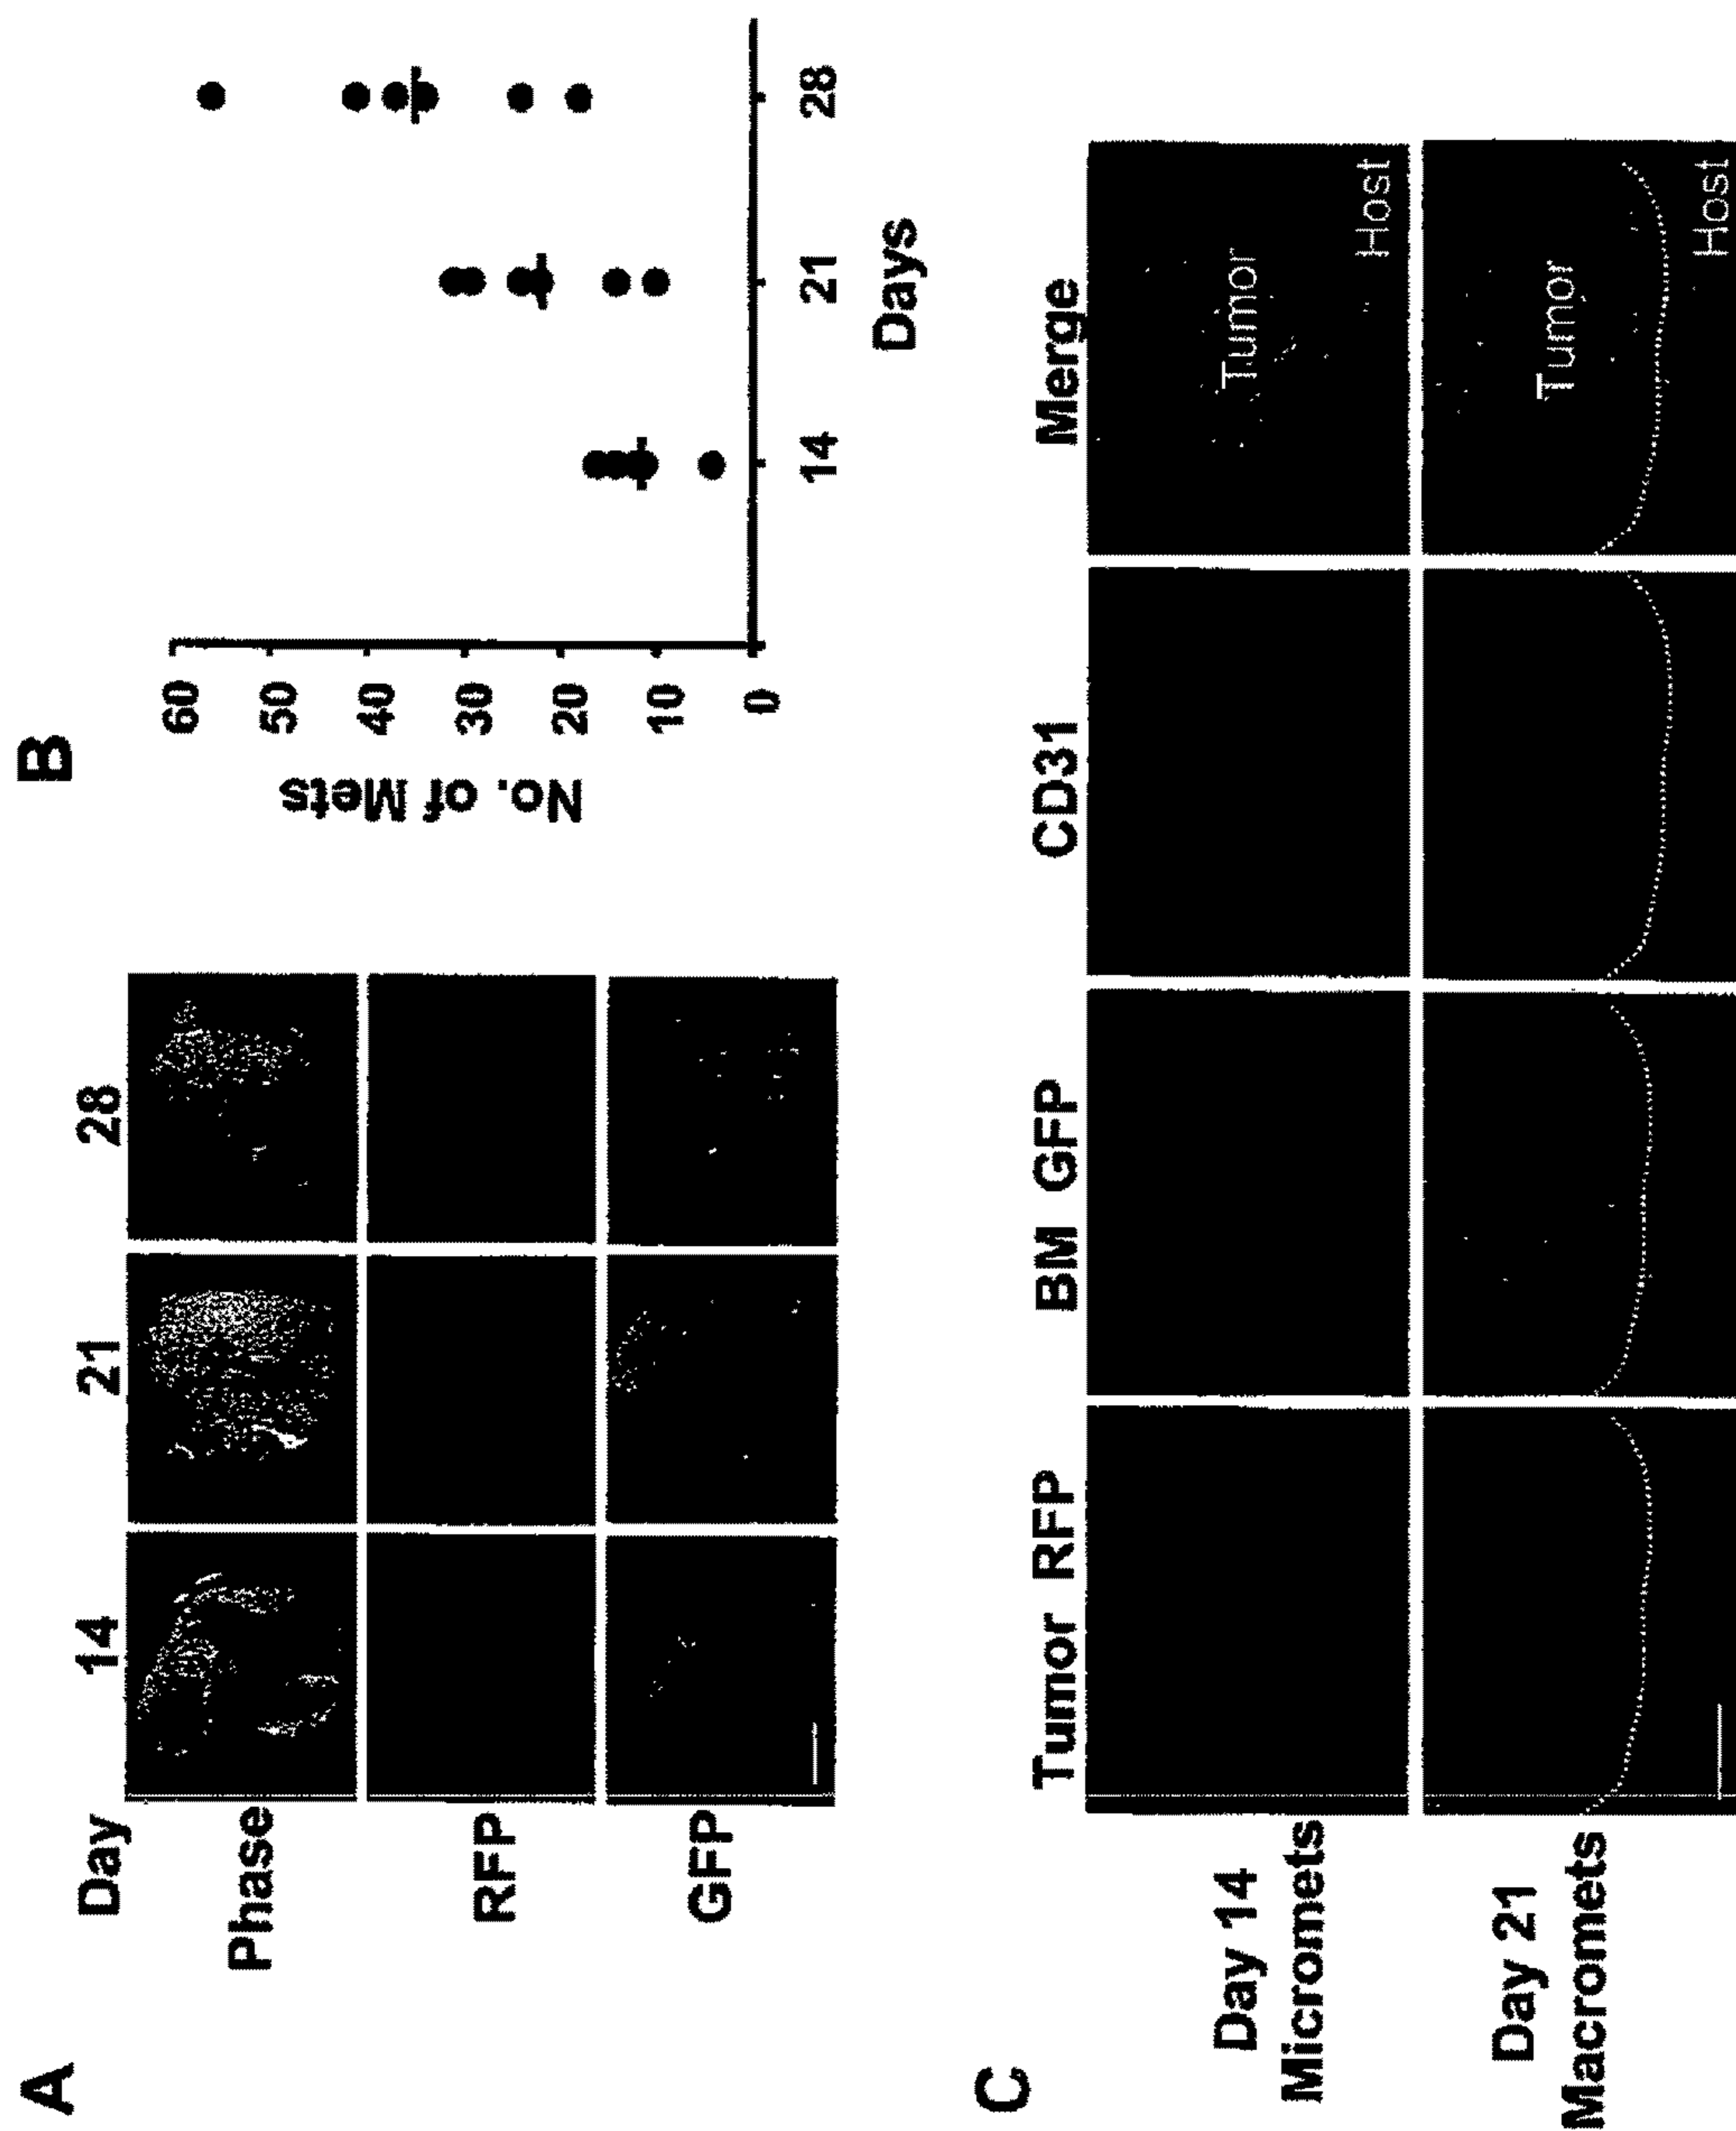 A
Day 14 21 28
Phase
RFP
GFP
B
No. of Mets
60
50
40
30
20
10
0
14 21 28
Days
C
Tumor RFP BM GFP CD31 Merge
Day 14
Micromets
Tumor
Host
Day 21
Macromets
Tumor
Host